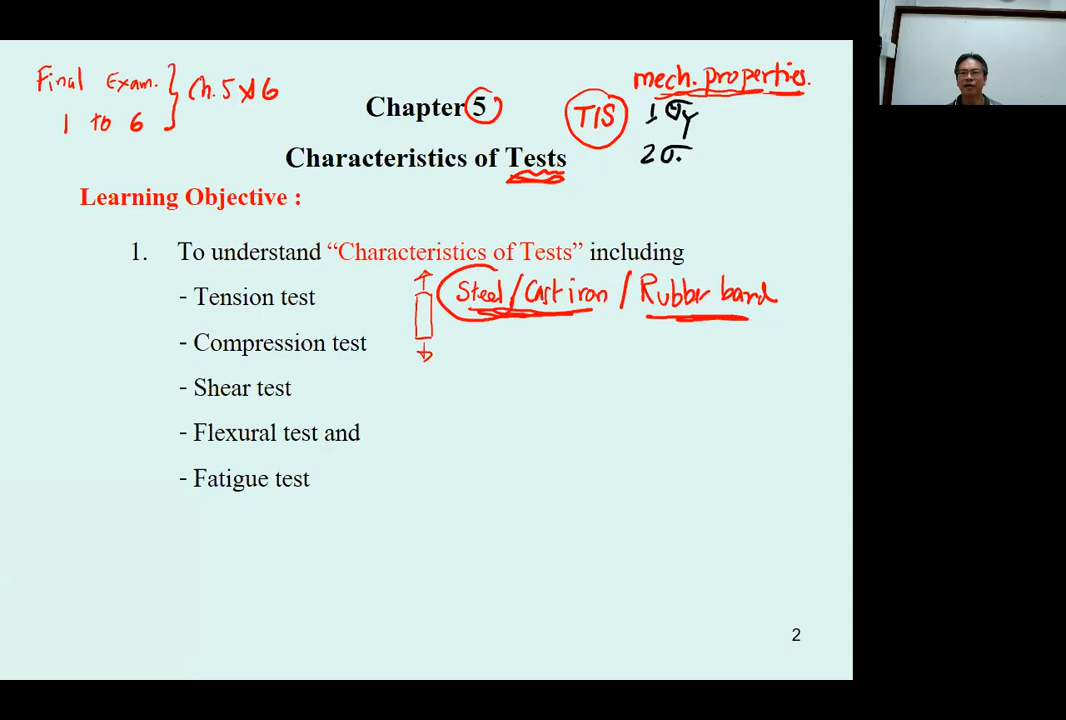 Final Exam. } Ch. 5 & 6
1 to 6
mech. properties.
TIS
1 σy
2 σ.
Chapter 5
Characteristics of Tests
Learning Objective :
1. To understand “Characteristics of Tests” including
- Tension test
Steel / Cast iron / Rubber band
- Compression test
- Shear test
- Flexural test and
- Fatigue test
2